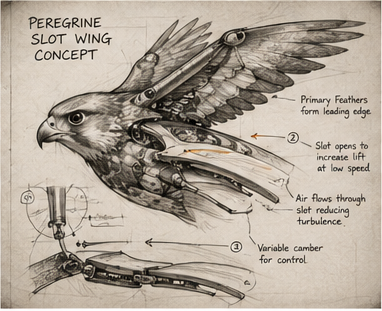 PEREGRINE
SLOT WING
CONCEPT
Primary Feathers
form leading edge
2
Slot opens to
increase lift
at low speed
Air flows through
slot reducing
turbulence
3
Variable camber
for control